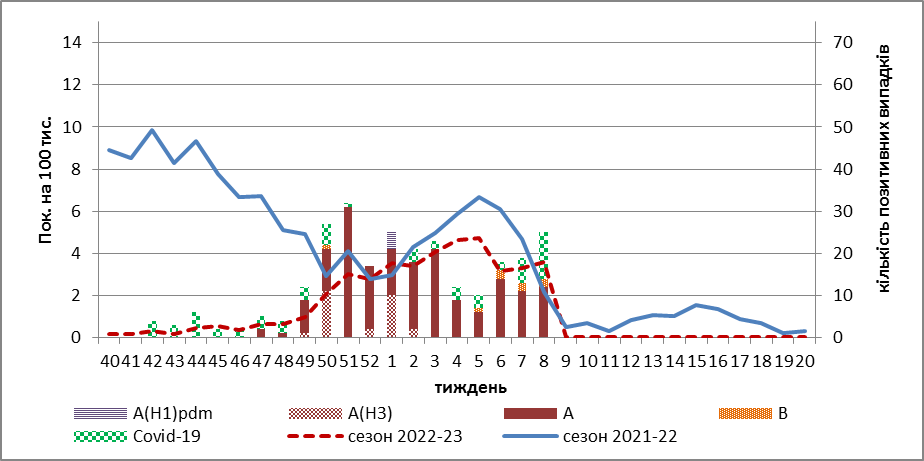 14
12
10
8
6
4
2
0
Пок. на 100 тис.
70
60
50
40
30
20
10
0
кількість позитивних випадків
40 41 42 43 44 45 46 47 48 49 50 51 52 1 2 3 4 5 6 7 8 9 10 11 12 13 14 15 16 17 18 19 20
тиждень
А(Н1)pdm А(Н3) А В
Covid-19 сезон 2022-23 сезон 2021-22